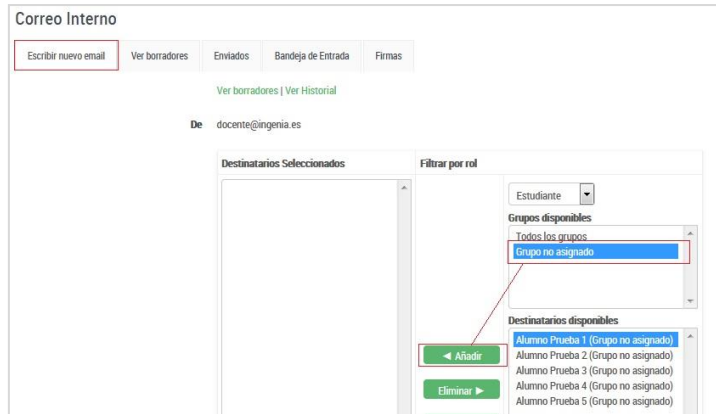 Correo Interno
Escribir nuevo email
Ver borradores
Enviados
Bandeja de Entrada
Firmas
Ver borradores | Ver Historial
De docente@ingenia.es
Destinatarios Seleccionados
Filtrar por rol
Estudiante
Grupos disponibles
Todos los grupos
Grupo no asignado
Destinatarios disponibles
Alumno Prueba 1 (Grupo no asignado)
Alumno Prueba 2 (Grupo no asignado)
Alumno Prueba 3 (Grupo no asignado)
Alumno Prueba 4 (Grupo no asignado)
Alumno Prueba 5 (Grupo no asignado)
◄ Añadir
Eliminar ►